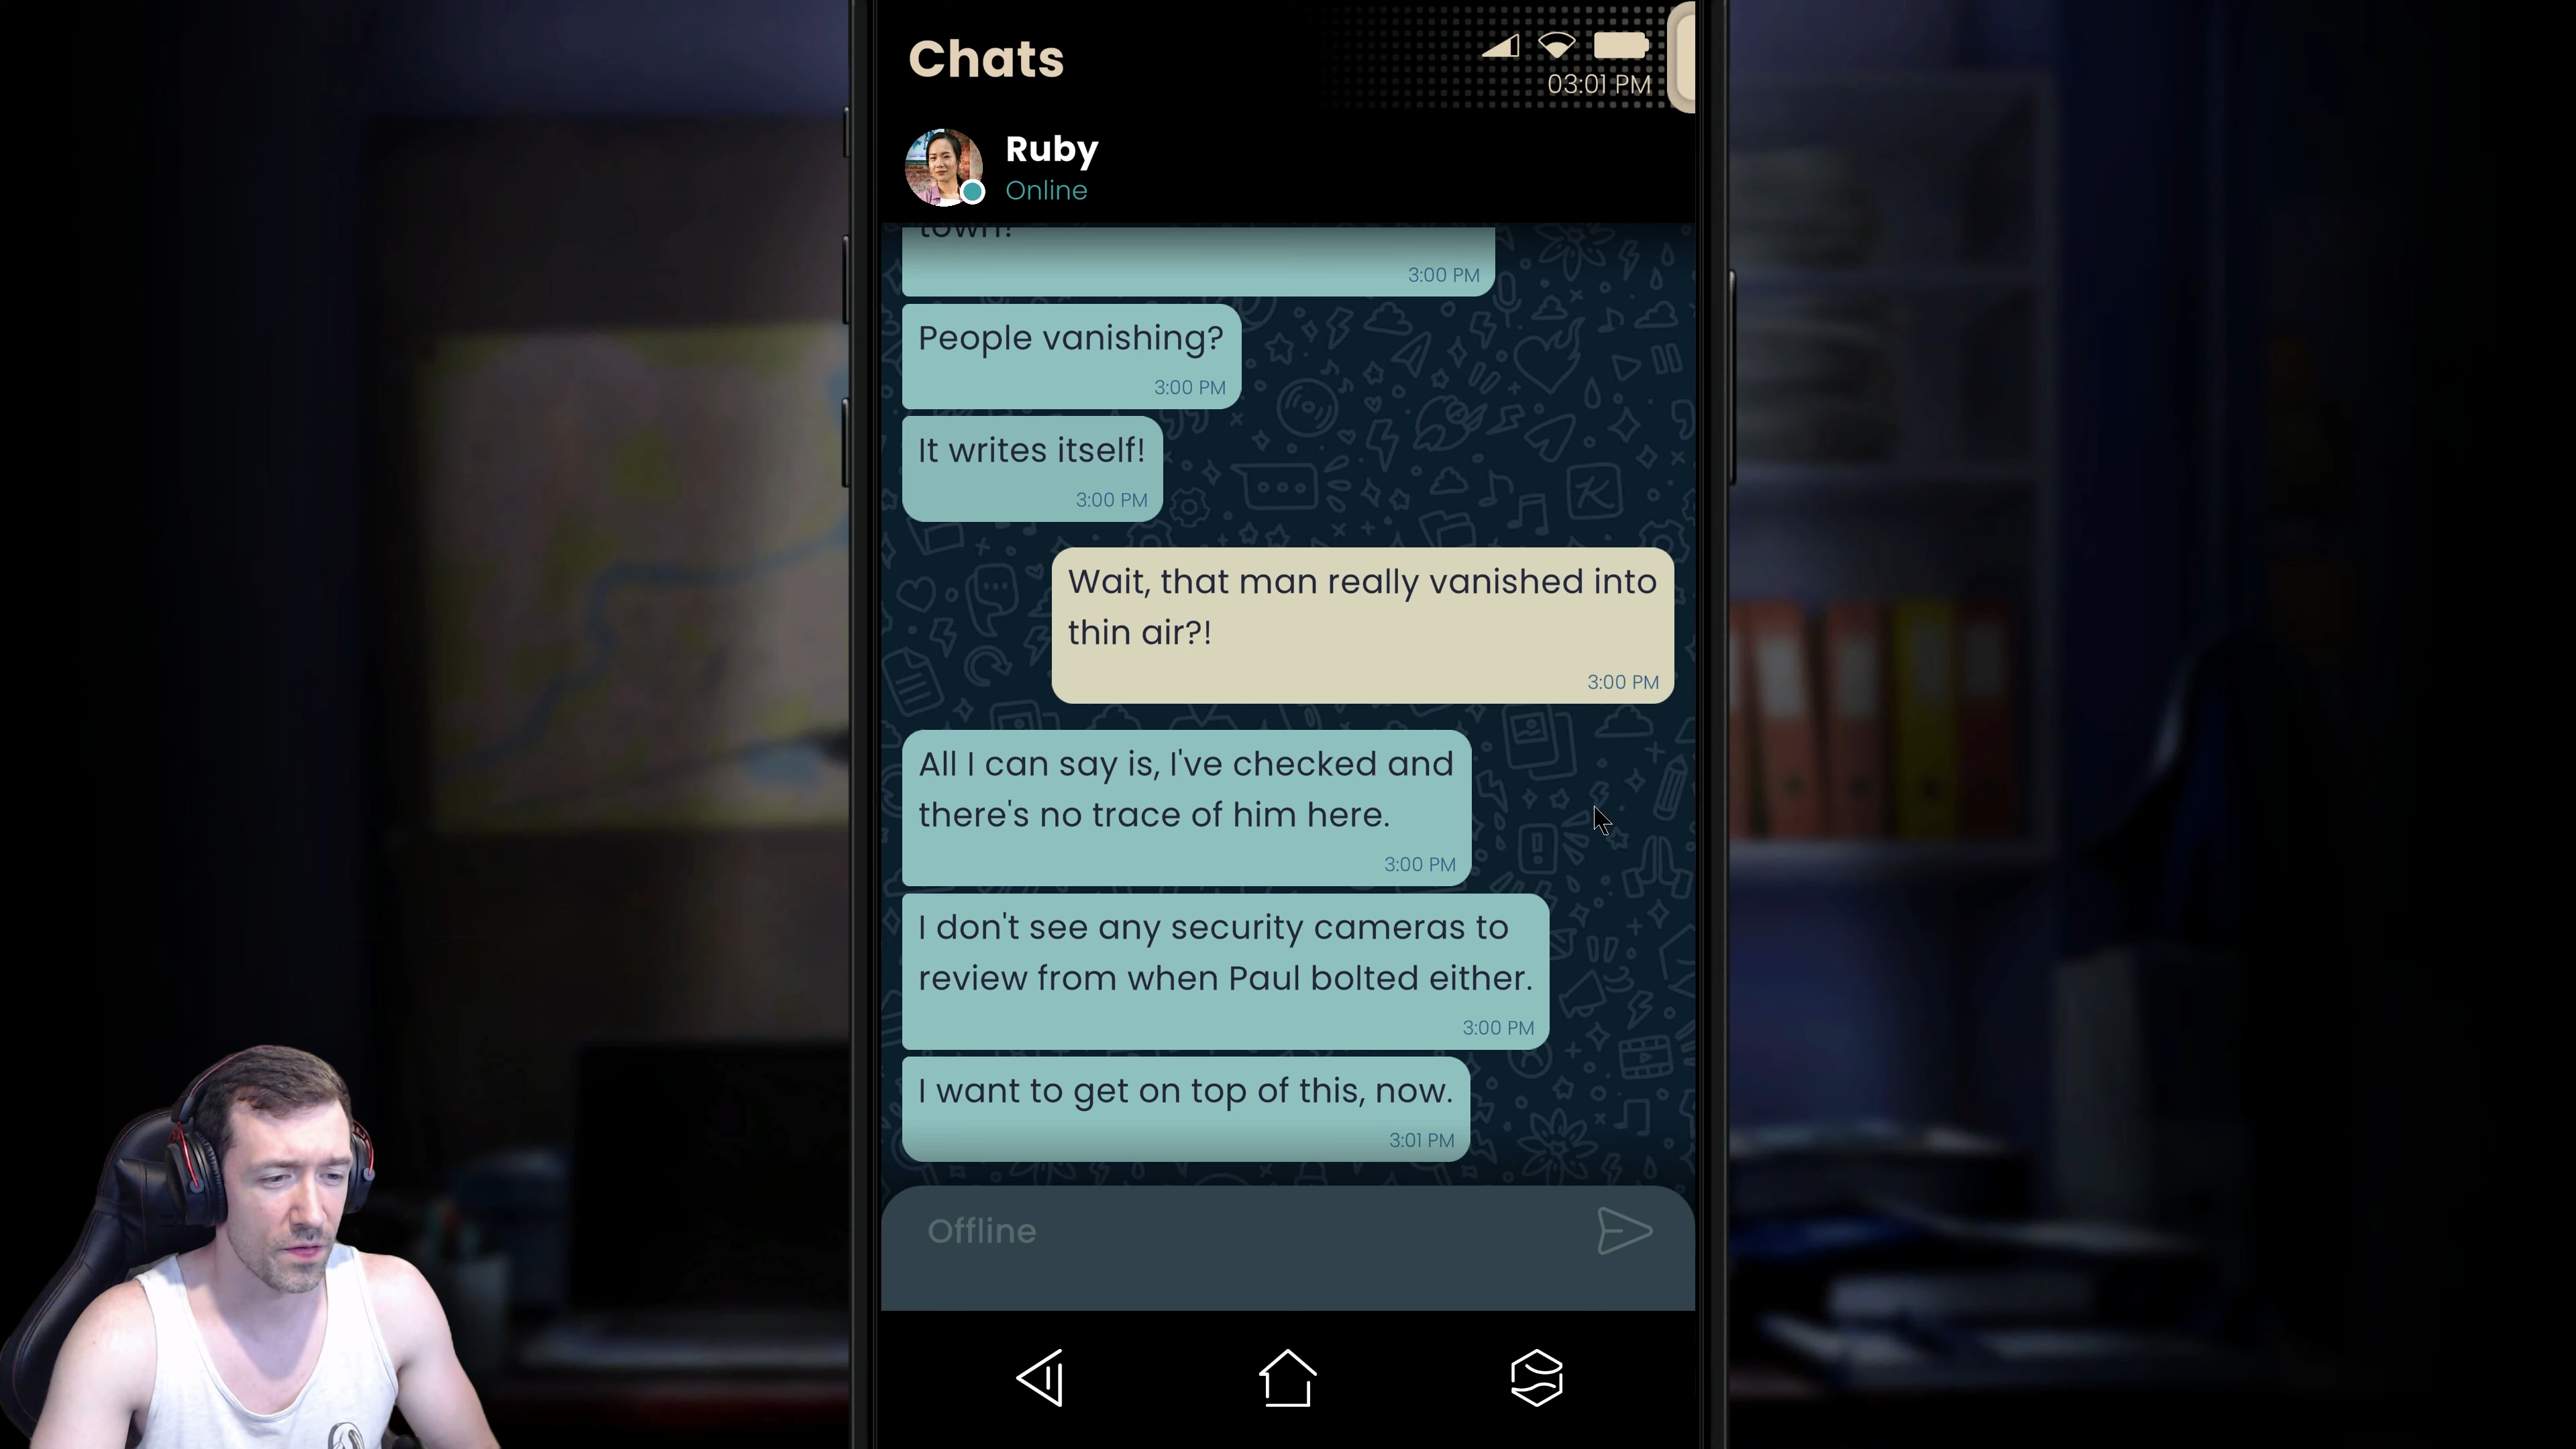 Chats
03:01 PM
Ruby
Online
town!
3:00 PM
People vanishing?
3:00 PM
It writes itself!
3:00 PM
Wait, that man really vanished into
thin air?!
3:00 PM
All I can say is, I've checked and
there's no trace of him here.
3:00 PM
I don't see any security cameras to
review from when Paul bolted either.
3:00 PM
I want to get on top of this, now.
3:01 PM
Offline